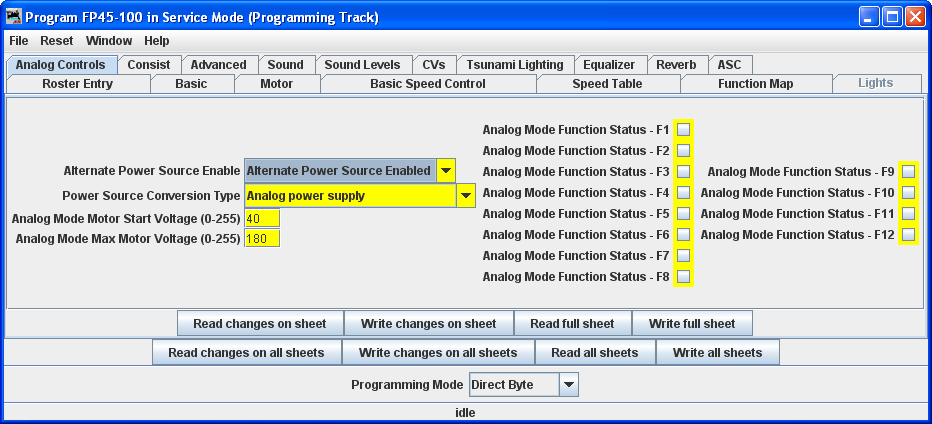 Program FP45-100 in Service Mode (Programming Track)
File Reset Window Help
Analog Controls Consist Advanced Sound Sound Levels CVs Tsunami Lighting Equalizer Reverb ASC
Roster Entry Basic Motor Basic Speed Control Speed Table Function Map Lights
Alternate Power Source Enable Alternate Power Source Enabled
Power Source Conversion Type Analog power supply
Analog Mode Motor Start Voltage (0-255) 40
Analog Mode Max Motor Voltage (0-255) 180
Analog Mode Function Status - F1
Analog Mode Function Status - F2
Analog Mode Function Status - F3
Analog Mode Function Status - F4
Analog Mode Function Status - F5
Analog Mode Function Status - F6
Analog Mode Function Status - F7
Analog Mode Function Status - F8
Analog Mode Function Status - F9
Analog Mode Function Status - F10
Analog Mode Function Status - F11
Analog Mode Function Status - F12
Read changes on sheet Write changes on sheet Read full sheet Write full sheet
Read changes on all sheets Write changes on all sheets Read all sheets Write all sheets
Programming Mode Direct Byte
idle